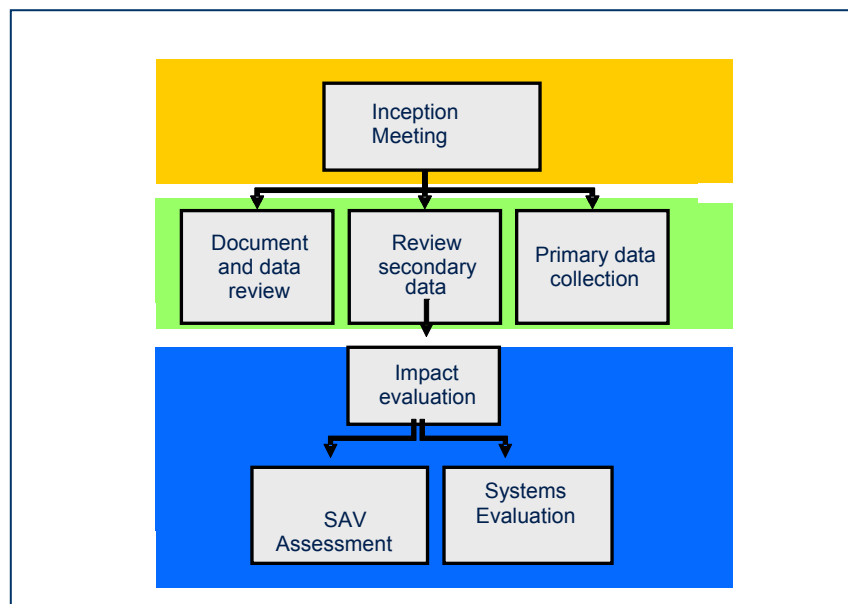 Inception
Meeting
Document
and data
review
Review
secondary
data
Primary data
collection
Impact
evaluation
SAV
Assessment
Systems
Evaluation